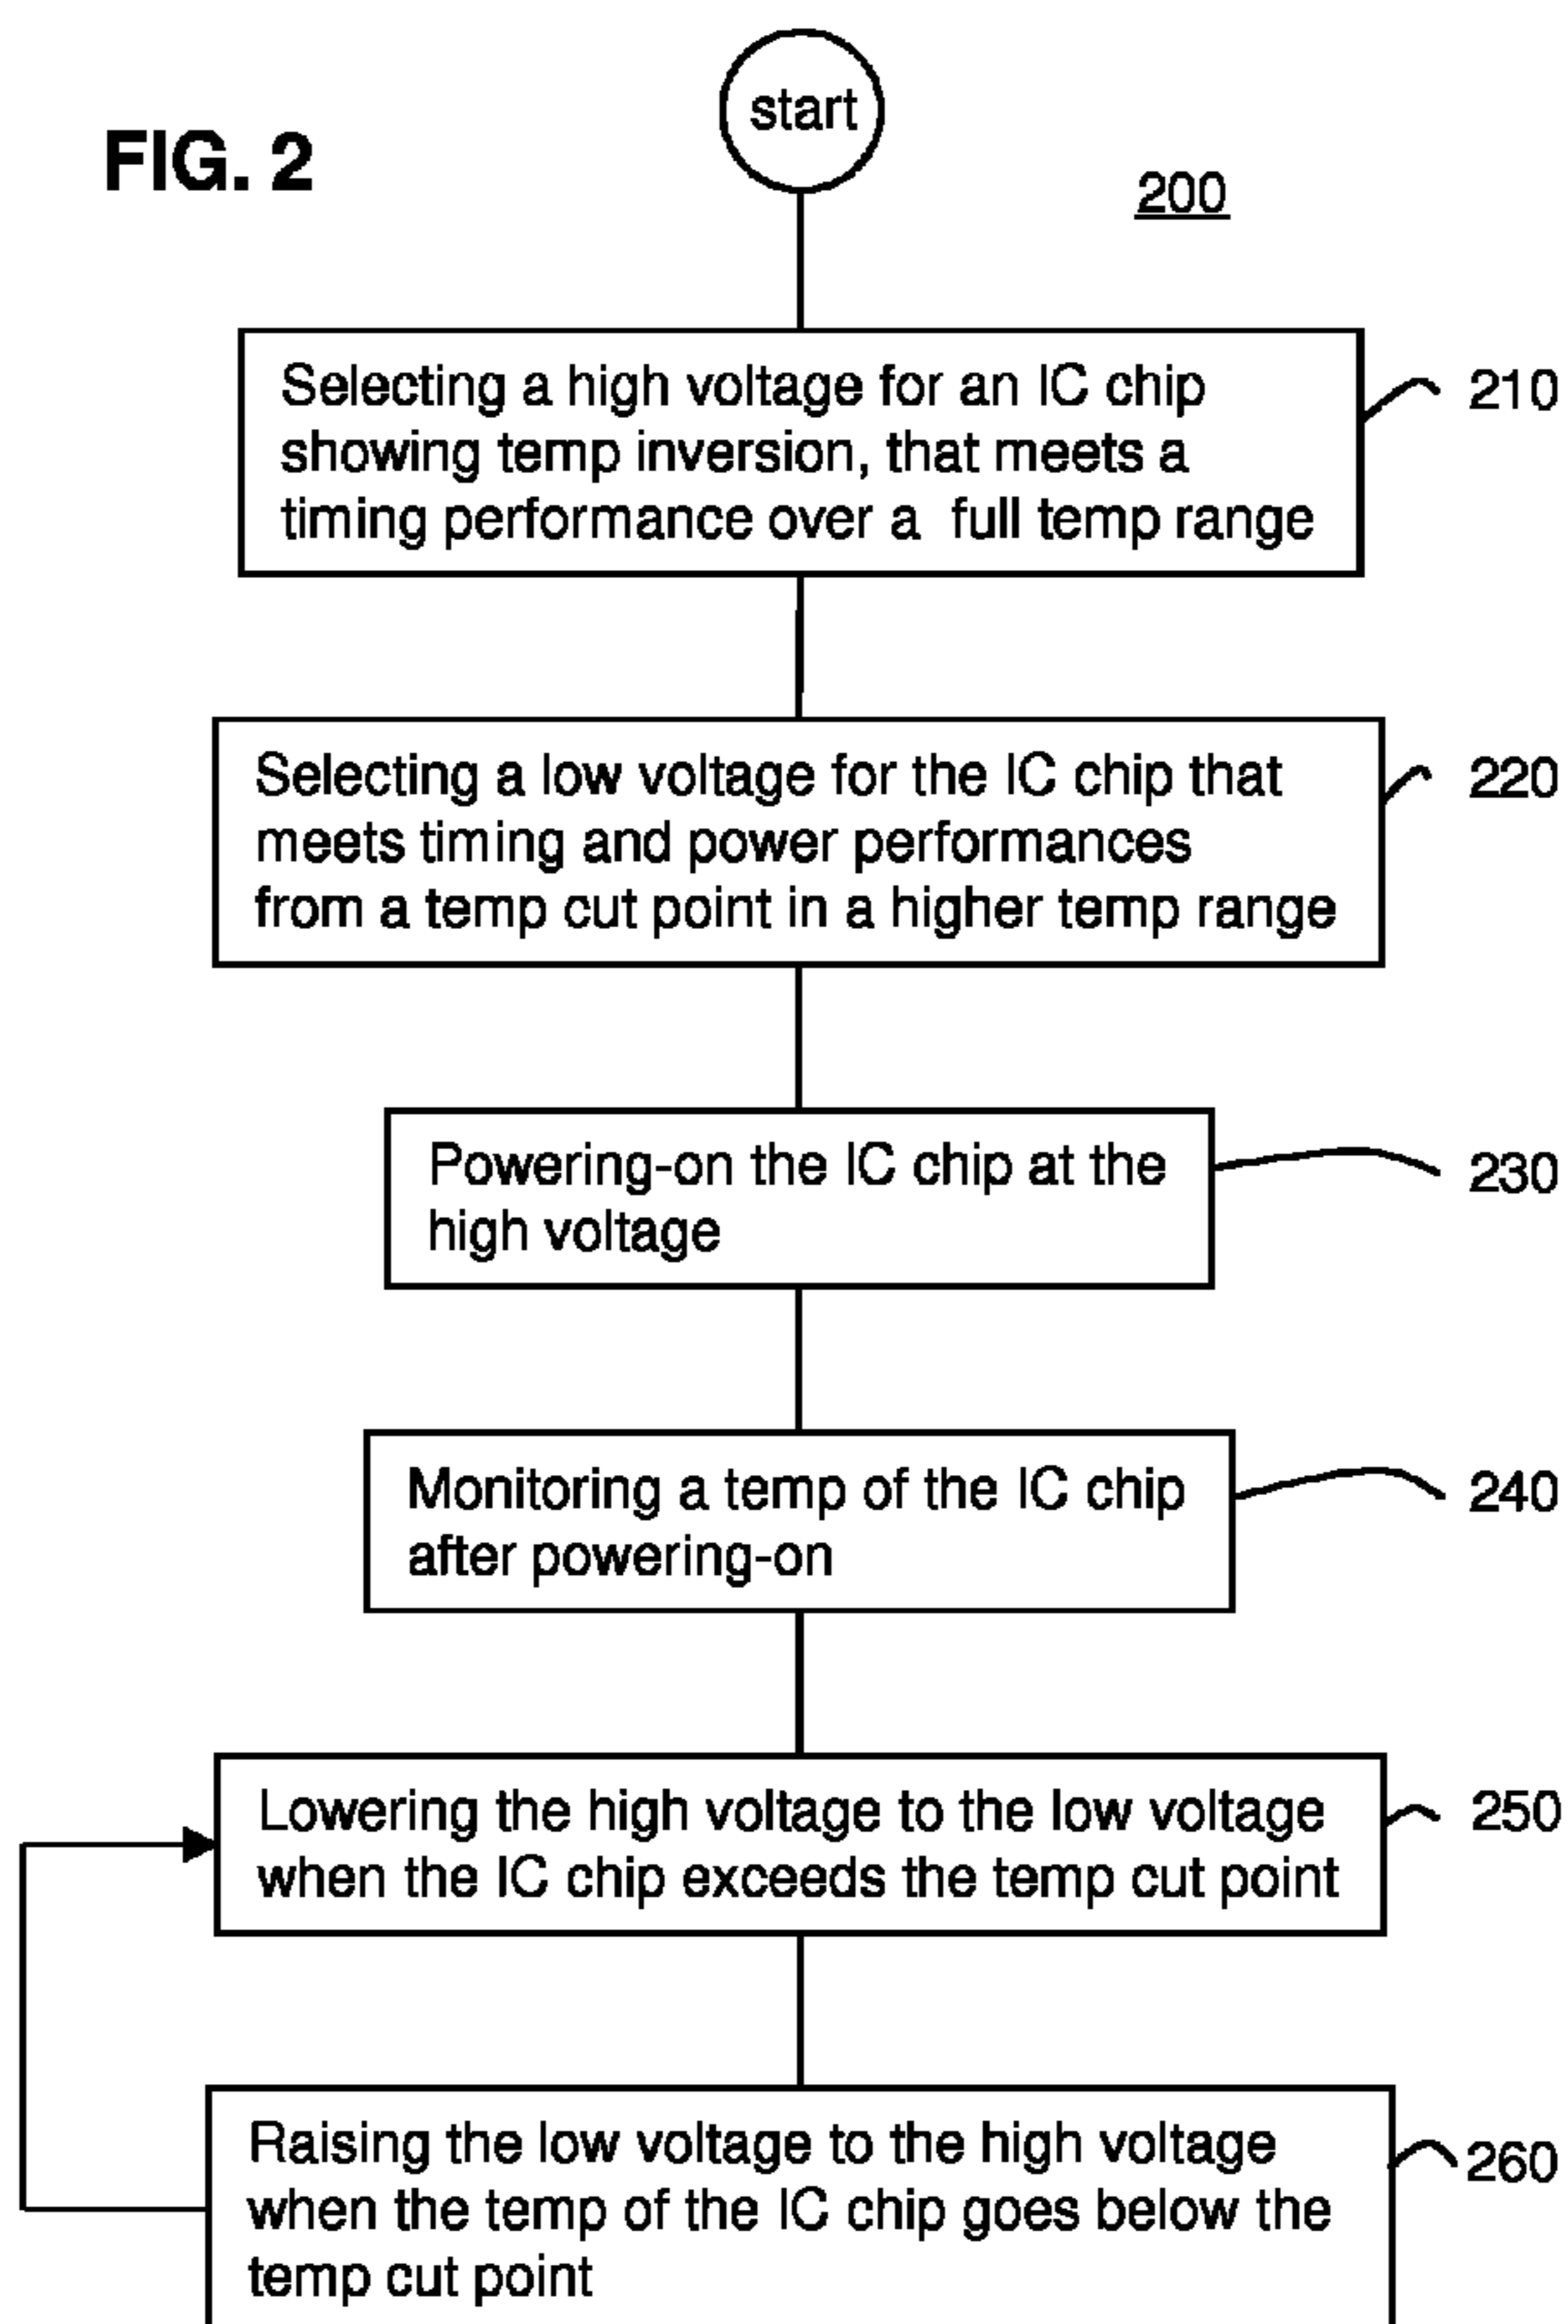 start
FIG. 2
200
Selecting a high voltage for an IC chip
showing temp inversion, that meets a
timing performance over a full temp range
210
Selecting a low voltage for the IC chip that
meets timing and power performances
from a temp cut point in a higher temp range
220
Powering-on the IC chip at the
high voltage
230
Monitoring a temp of the IC chip
after powering-on
240
Lowering the high voltage to the low voltage
when the IC chip exceeds the temp cut point
250
Raising the low voltage to the high voltage
when the temp of the IC chip goes below the
temp cut point
260